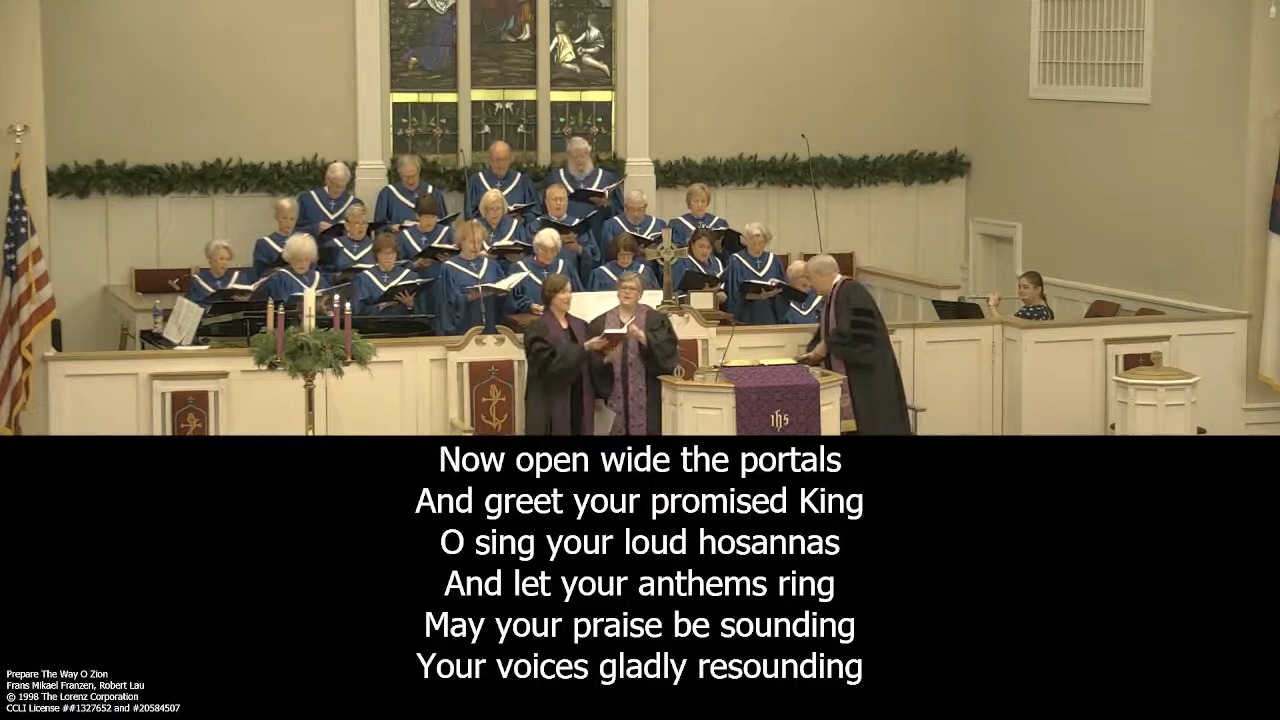 IHS
Now open wide the portals
And greet your promised King
O sing your loud hosannas
And let your anthems ring
May your praise be sounding
Your voices gladly resounding
Prepare The Way O Zion
Frans Mikael Franzen, Robert Lau
© 1998 The Lorenz Corporation
CCLI License ##1327652 and #20584507